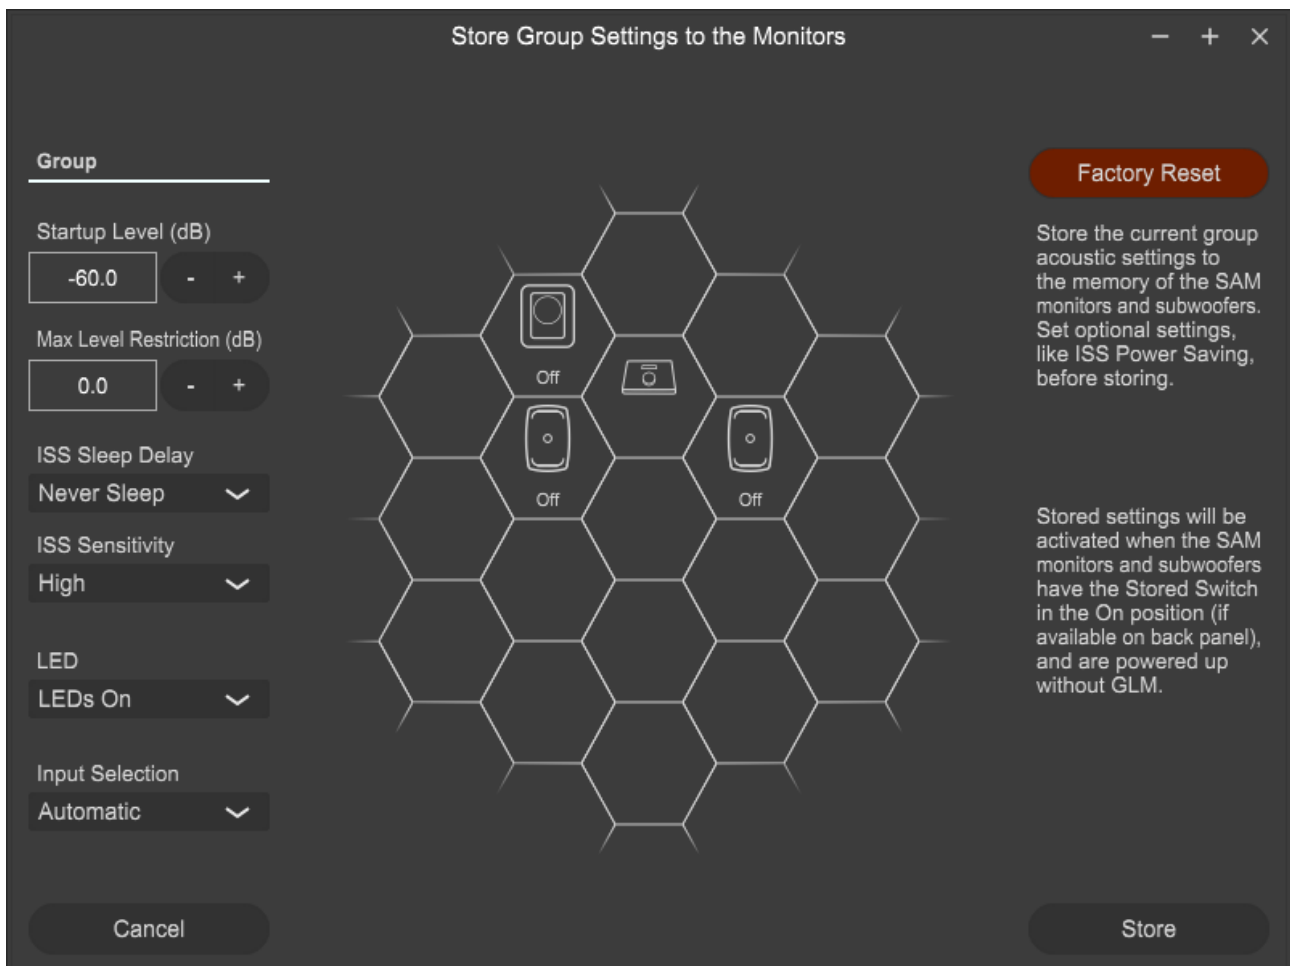 Store Group Settings to the Monitors
Group
Startup Level (dB)
-60.0 - +
Max Level Restriction (dB)
0.0 - +
ISS Sleep Delay
Never Sleep
ISS Sensitivity
High
LED
LEDs On
Input Selection
Automatic
Cancel
Off
Off
Off
Factory Reset
Store the current group
acoustic settings to
the memory of the SAM
monitors and subwoofers.
Set optional settings,
like ISS Power Saving,
before storing.
Stored settings will be
activated when the SAM
monitors and subwoofers
have the Stored Switch
in the On position (if
available on back panel),
and are powered up
without GLM.
Store